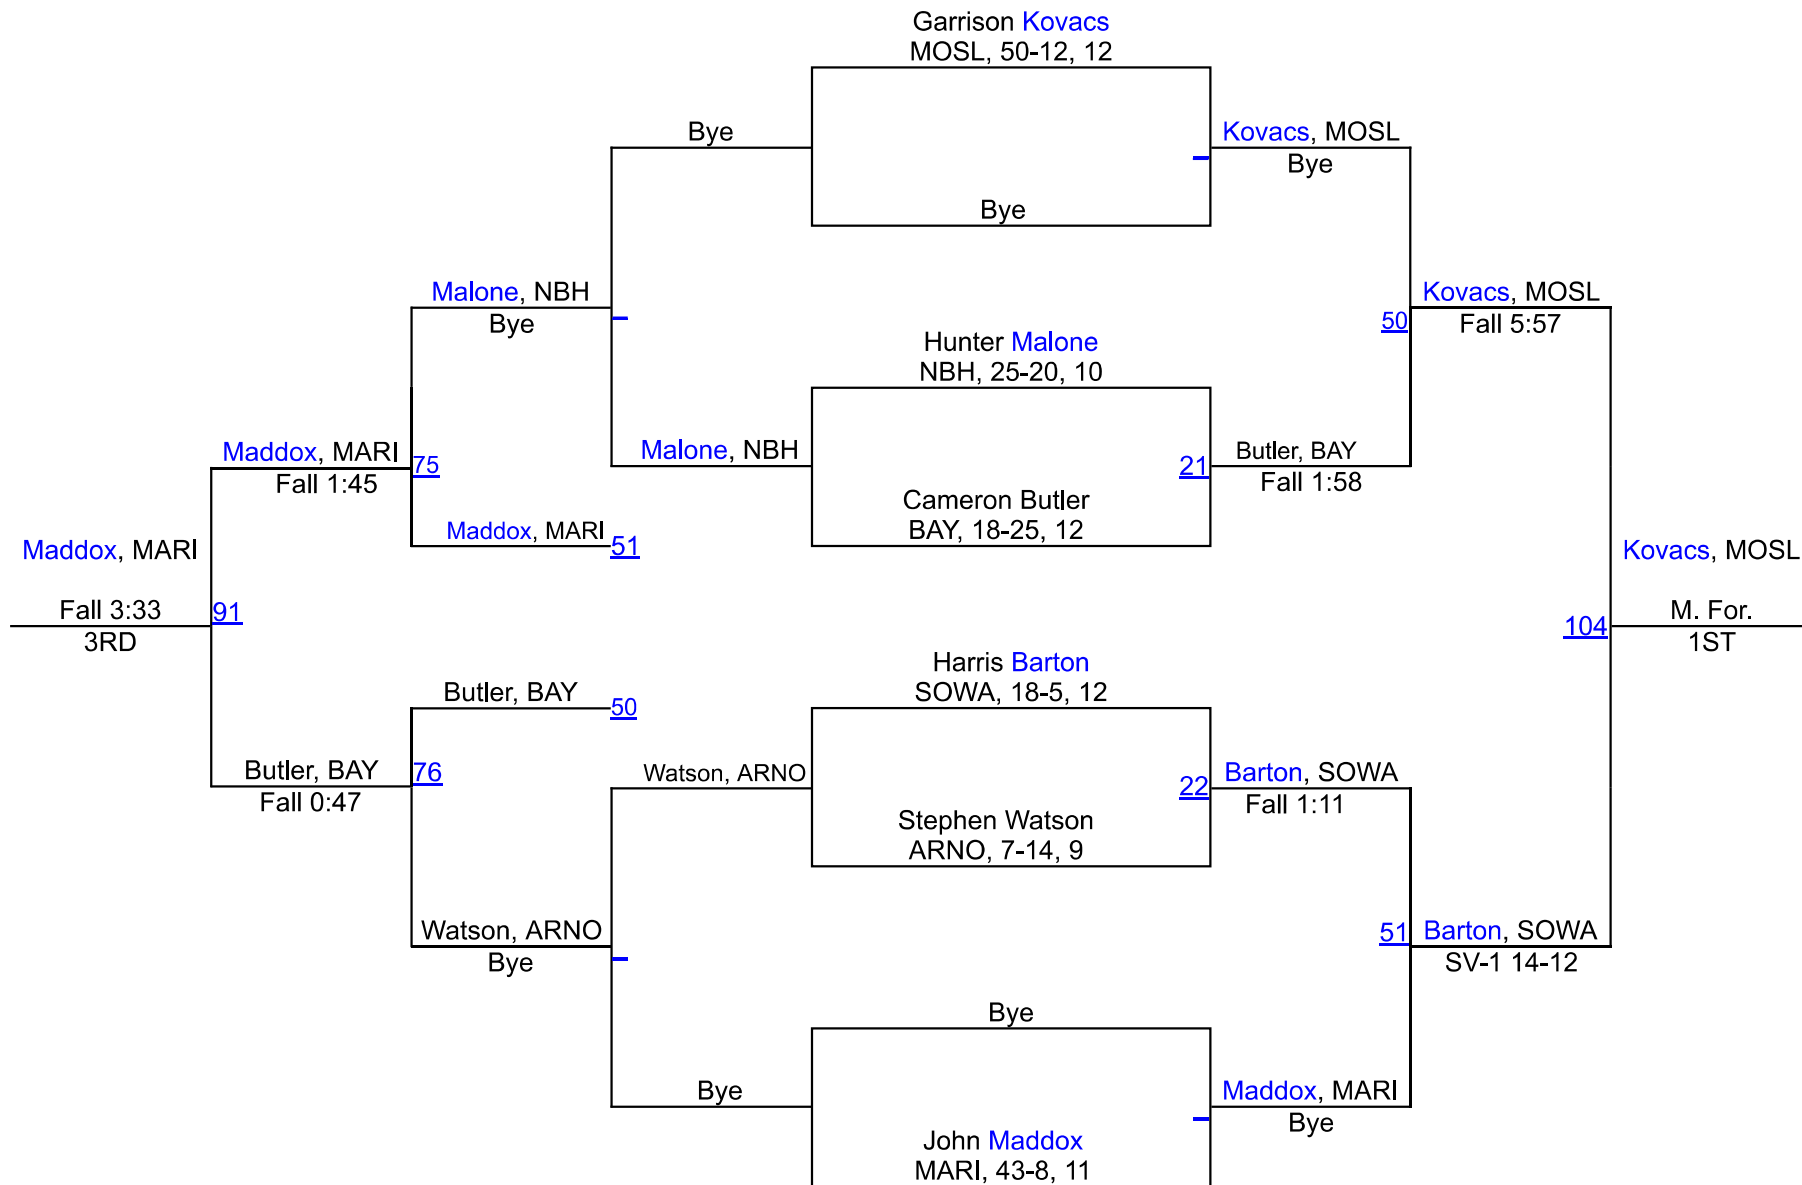 Garrison Kovacs
MOSL, 50-12, 12
Bye
Kovacs, MOSL
Bye
Bye
Malone, NBH
Bye
Kovacs, MOSL
50
Fall 5:57
Hunter Malone
NBH, 25-20, 10
Maddox, MARI
75
Fall 1:45
Malone, NBH
21
Butler, BAY
Fall 1:58
Cameron Butler
BAY, 18-25, 12
Maddox, MARI
51
Maddox, MARI
Kovacs, MOSL
Fall 3:33
91
3RD
M. For.
104
1ST
Harris Barton
SOWA, 18-5, 12
Butler, BAY
50
Butler, BAY
76
Fall 0:47
Watson, ARNO
22
Barton, SOWA
Fall 1:11
Stephen Watson
ARNO, 7-14, 9
Watson, ARNO
Bye
51
Barton, SOWA
SV-1 14-12
Bye
Bye
Maddox, MARI
Bye
John Maddox
MARI, 43-8, 11